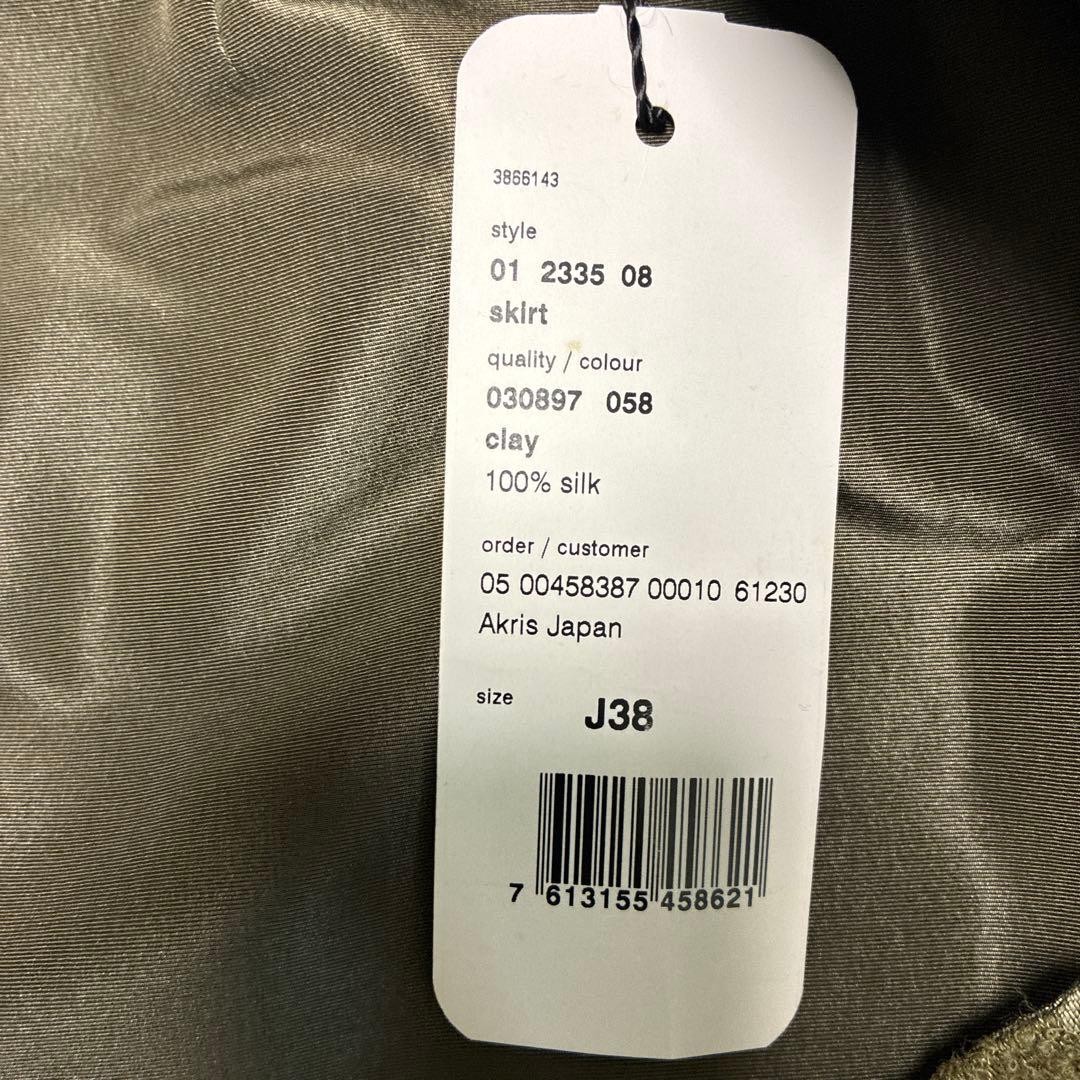 3866143
style
01 2335 08
skirt
quality / colour
030897 058
clay
100% silk
order / customer
05 00458387 00010 61230
Akris Japan
size
J38
7 613155 458621